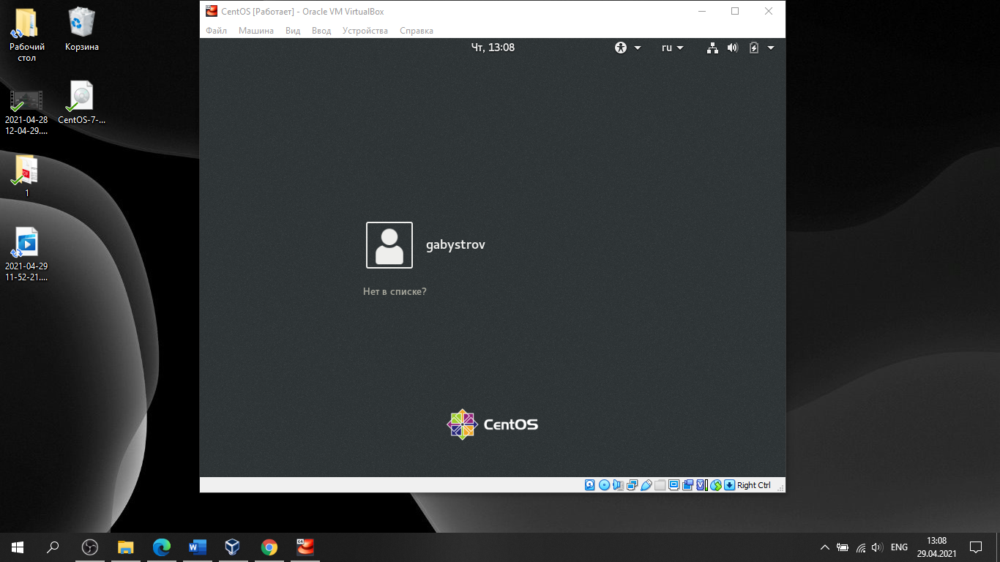 Рабочий
стол
Корзина
2021-04-28
12-04-29....
CentOS-7-...
1
2021-04-29
11-52-21....
CentOS [Работает] - Oracle VM VirtualBox
Файл Машина Вид Ввод Устройства Справка
Чт, 13:08
ru
gabystrov
Нет в списке?
CentOS
Right Ctrl
64
ENG
13:08
29.04.2021